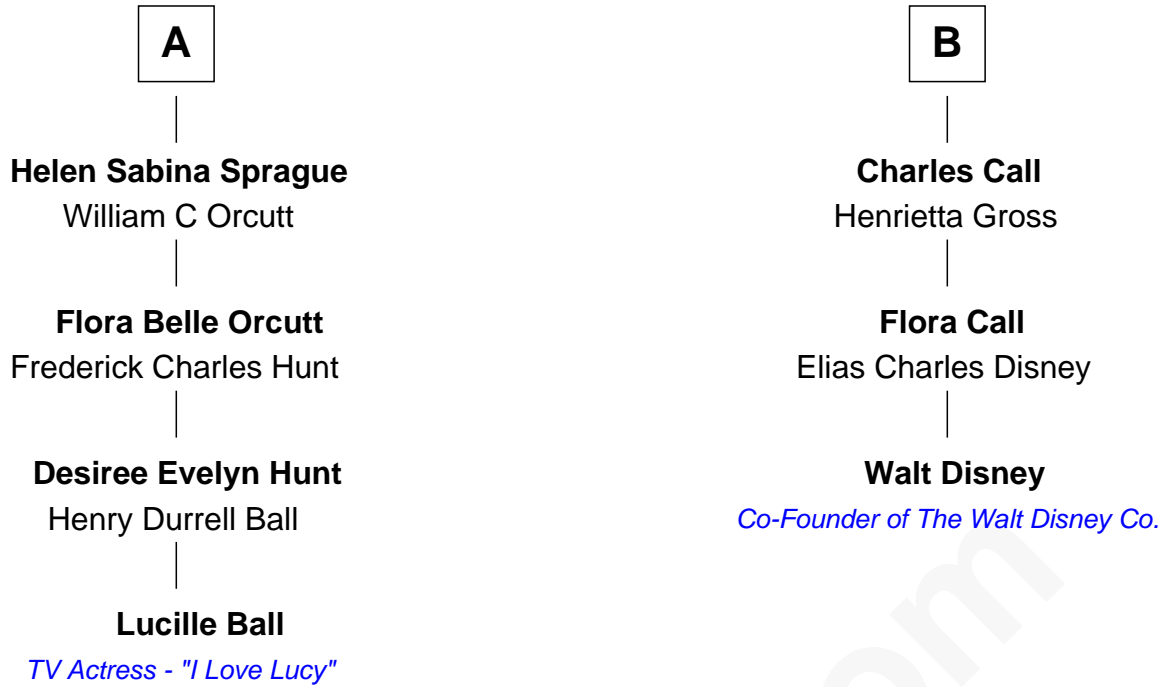 A
B
Helen Sabina Sprague
William C Orcutt
Charles Call
Henrietta Gross
Flora Belle Orcutt
Frederick Charles Hunt
Flora Call
Elias Charles Disney
Desiree Evelyn Hunt
Henry Durrell Ball
Walt Disney
Co-Founder of The Walt Disney Co.
Lucille Ball
TV Actress - "I Love Lucy"
om